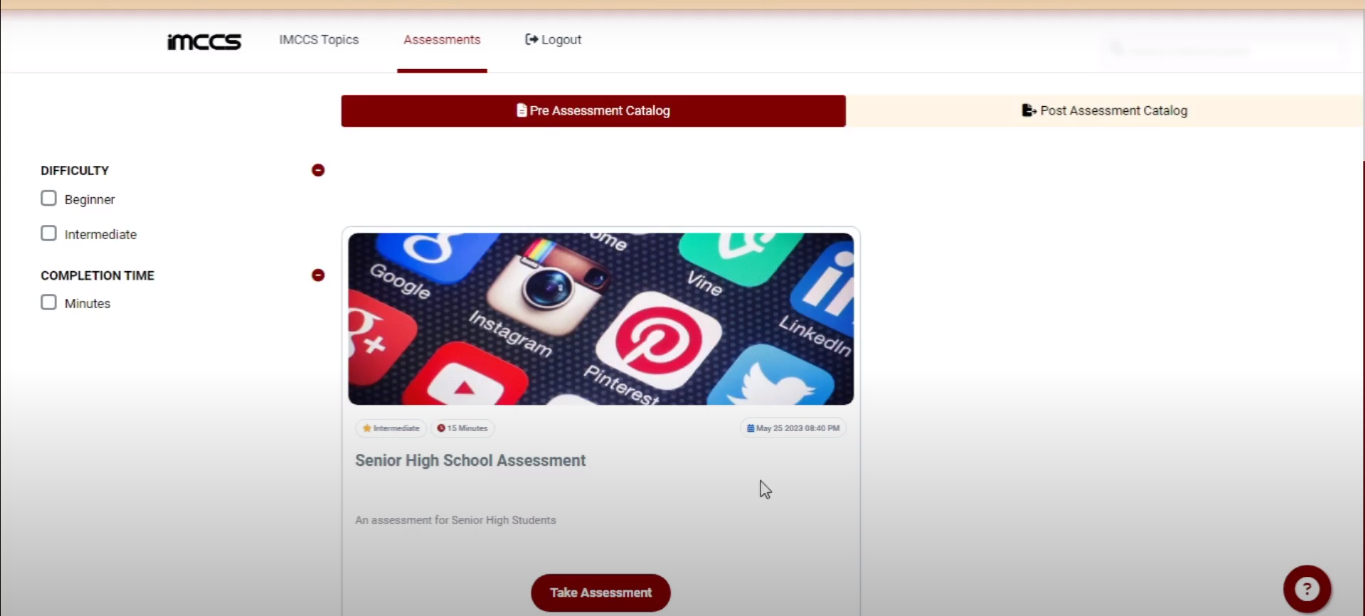 iMCCS
IMCCS Topics
Assessments
Logout
Pre Assessment Catalog
Post Assessment Catalog
DIFFICULTY
Beginner
Intermediate
COMPLETION TIME
Minutes
Google
ome
Vine
LinkedIn
Instagram
Pinterest
Intermediate
15 Minutes
May 25 2023 08:40 PM
Senior High School Assessment
An assessment for Senior High Students
Take Assessment
?